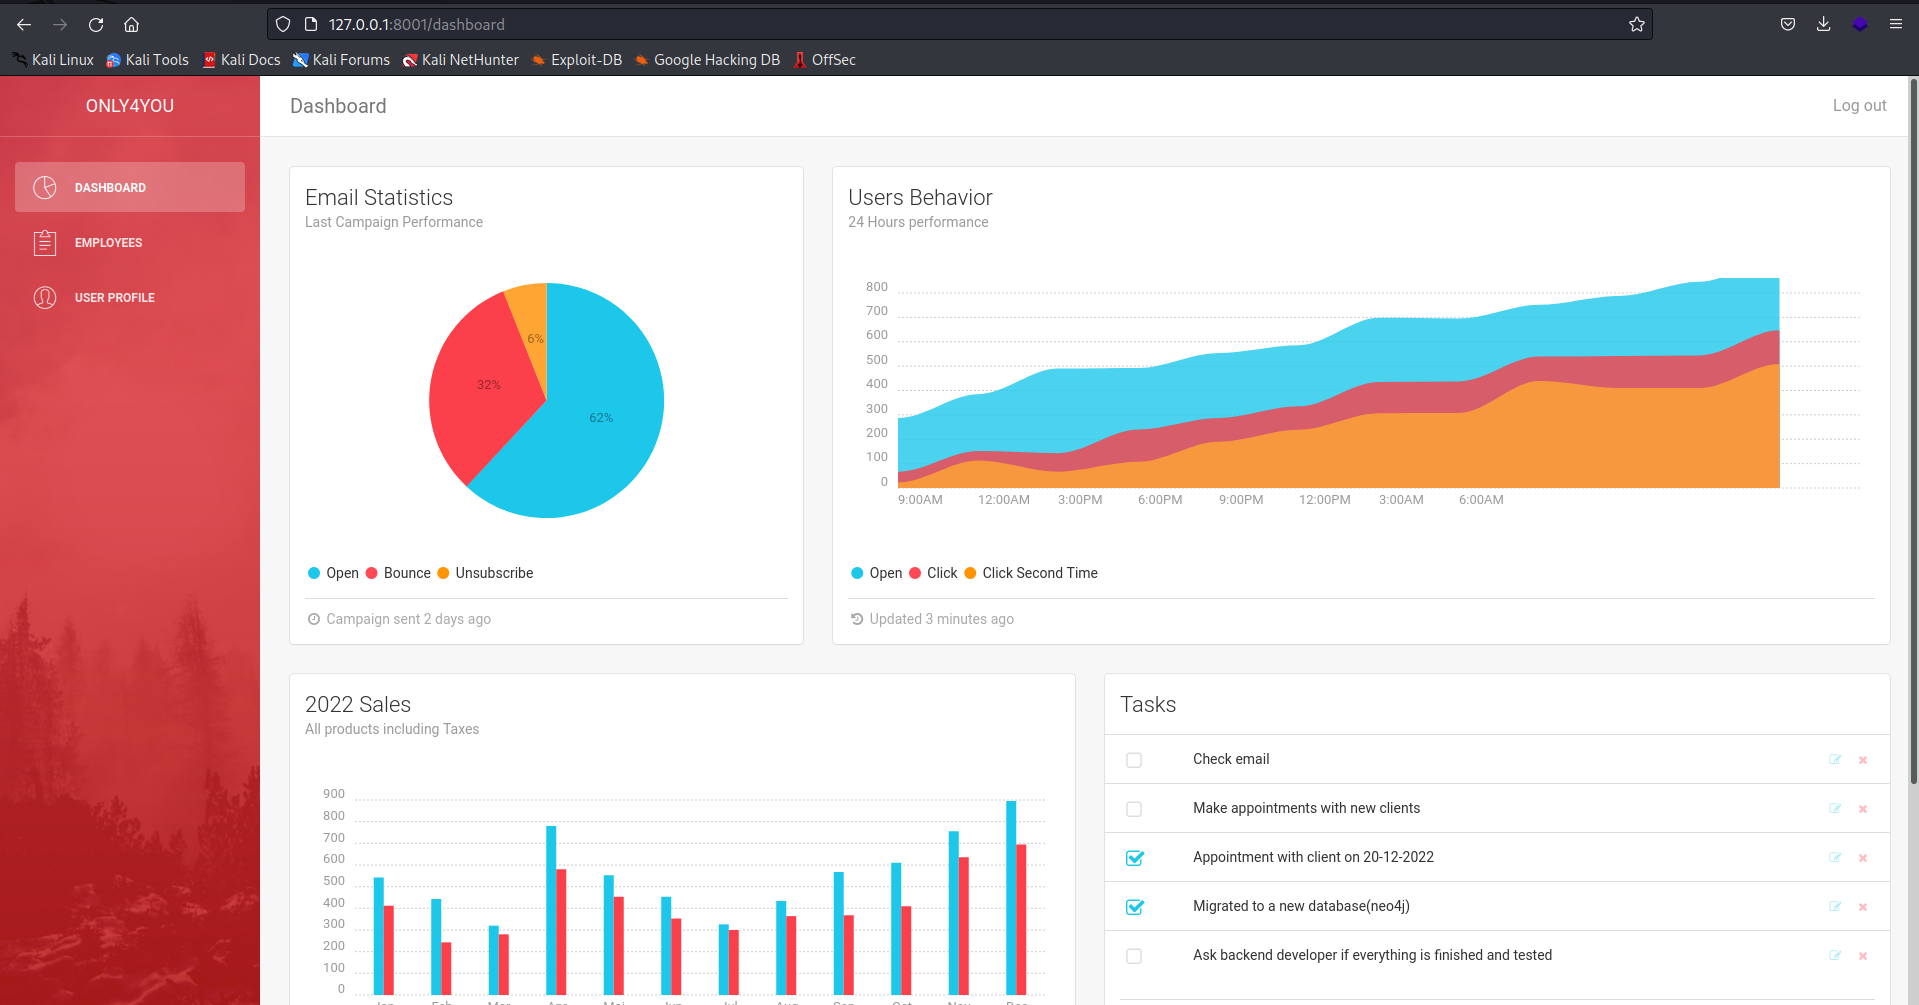 127.0.0.1:8001/dashboard
Kali Linux Kali Tools Kali Docs Kali Forums Kali NetHunter Exploit-DB Google Hacking DB OffSec
ONLY4YOU
DASHBOARD
EMPLOYEES
USER PROFILE
Dashboard
Log out
Email Statistics
Last Campaign Performance
6%
32%
62%
Open Bounce Unsubscribe
Campaign sent 2 days ago
Users Behavior
24 Hours performance
800
700
600
500
400
300
200
100
0
9:00AM 12:00AM 3:00PM 6:00PM 9:00PM 12:00PM 3:00AM 6:00AM
Open Click Click Second Time
Updated 3 minutes ago
2022 Sales
All products including Taxes
900
800
700
600
500
400
300
200
100
0
Tasks
Check email
Make appointments with new clients
Appointment with client on 20-12-2022
Migrated to a new database(neo4j)
Ask backend developer if everything is finished and tested